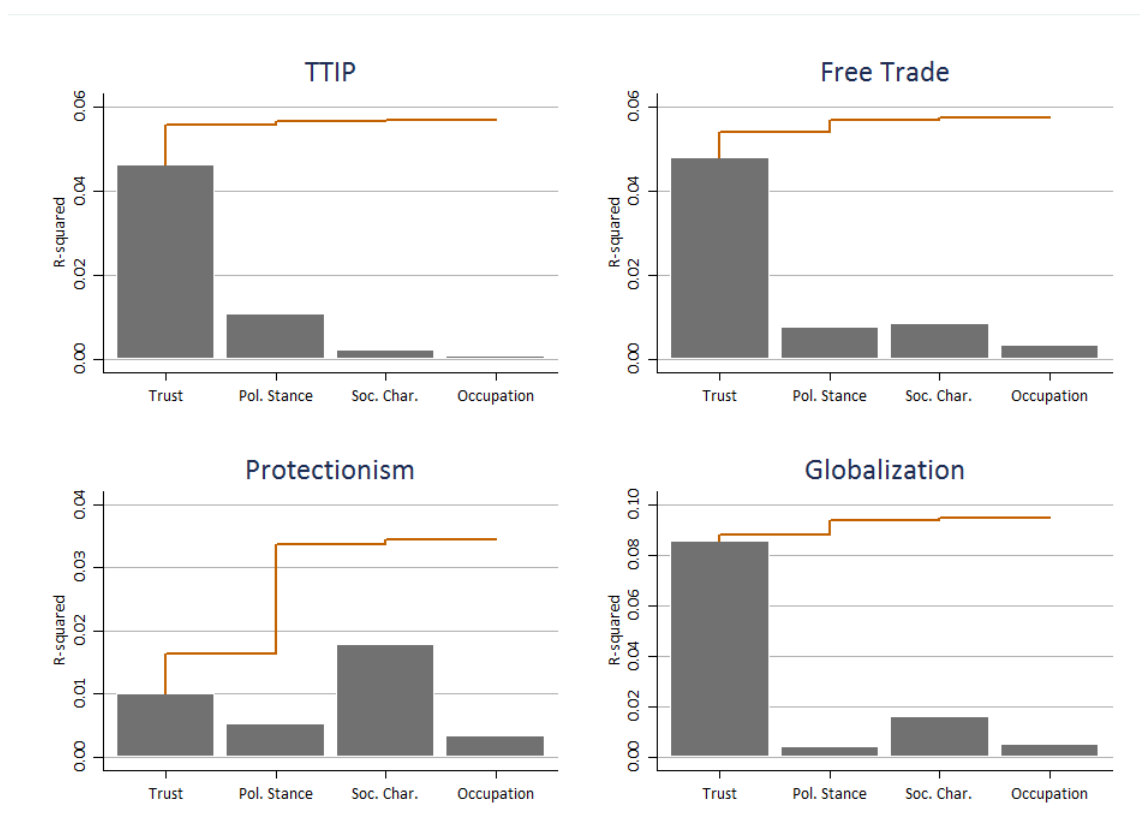 TTIP
R-squared
0.06
0.04
0.02
0.00
Trust Pol. Stance Soc. Char. Occupation
Free Trade
R-squared
0.06
0.04
0.02
0.00
Trust Pol. Stance Soc. Char. Occupation
Protectionism
R-squared
0.04
0.03
0.02
0.01
0.00
Trust Pol. Stance Soc. Char. Occupation
Globalization
R-squared
0.10
0.08
0.06
0.04
0.02
0.00
Trust Pol. Stance Soc. Char. Occupation